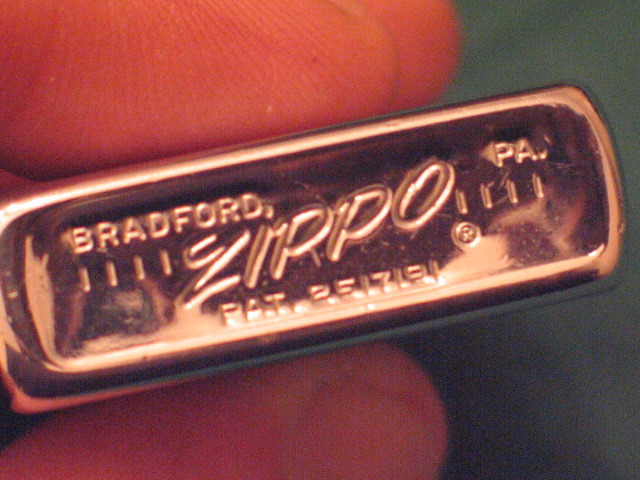 BRADFORD, PA.
|||| ZIPPO ||||
®
PAT. 2517191